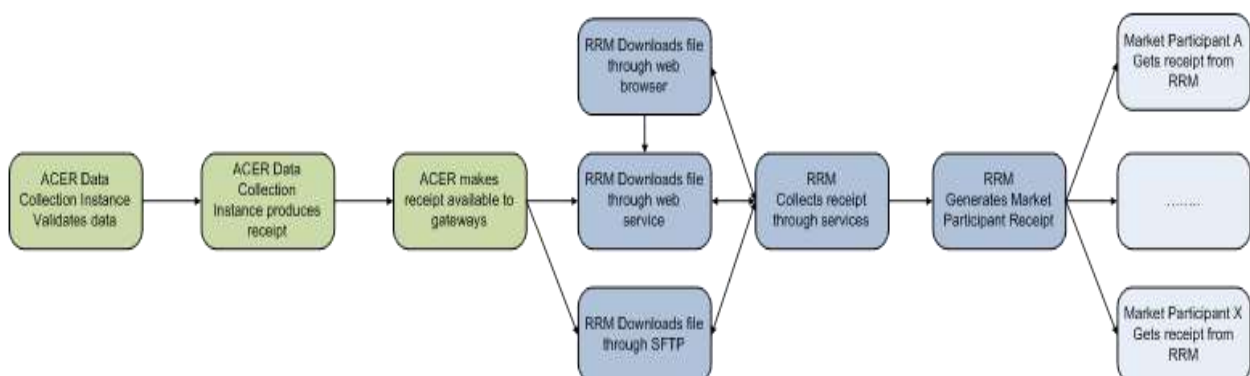 ACER Data
Collection Instance
Validates data
ACER Data
Collection
Instance produces
receipt
ACER makes
receipt available to
gateways
RRM Downloads file
through web
browser
RRM Downloads file
through web
service
RRM Downloads file
through SFTP
RRM
Collects receipt
through services
RRM
Generates Market
Participant Receipt
Market Participant A
Gets receipt from
RRM
........
Market Participant X
Gets receipt from
RRM